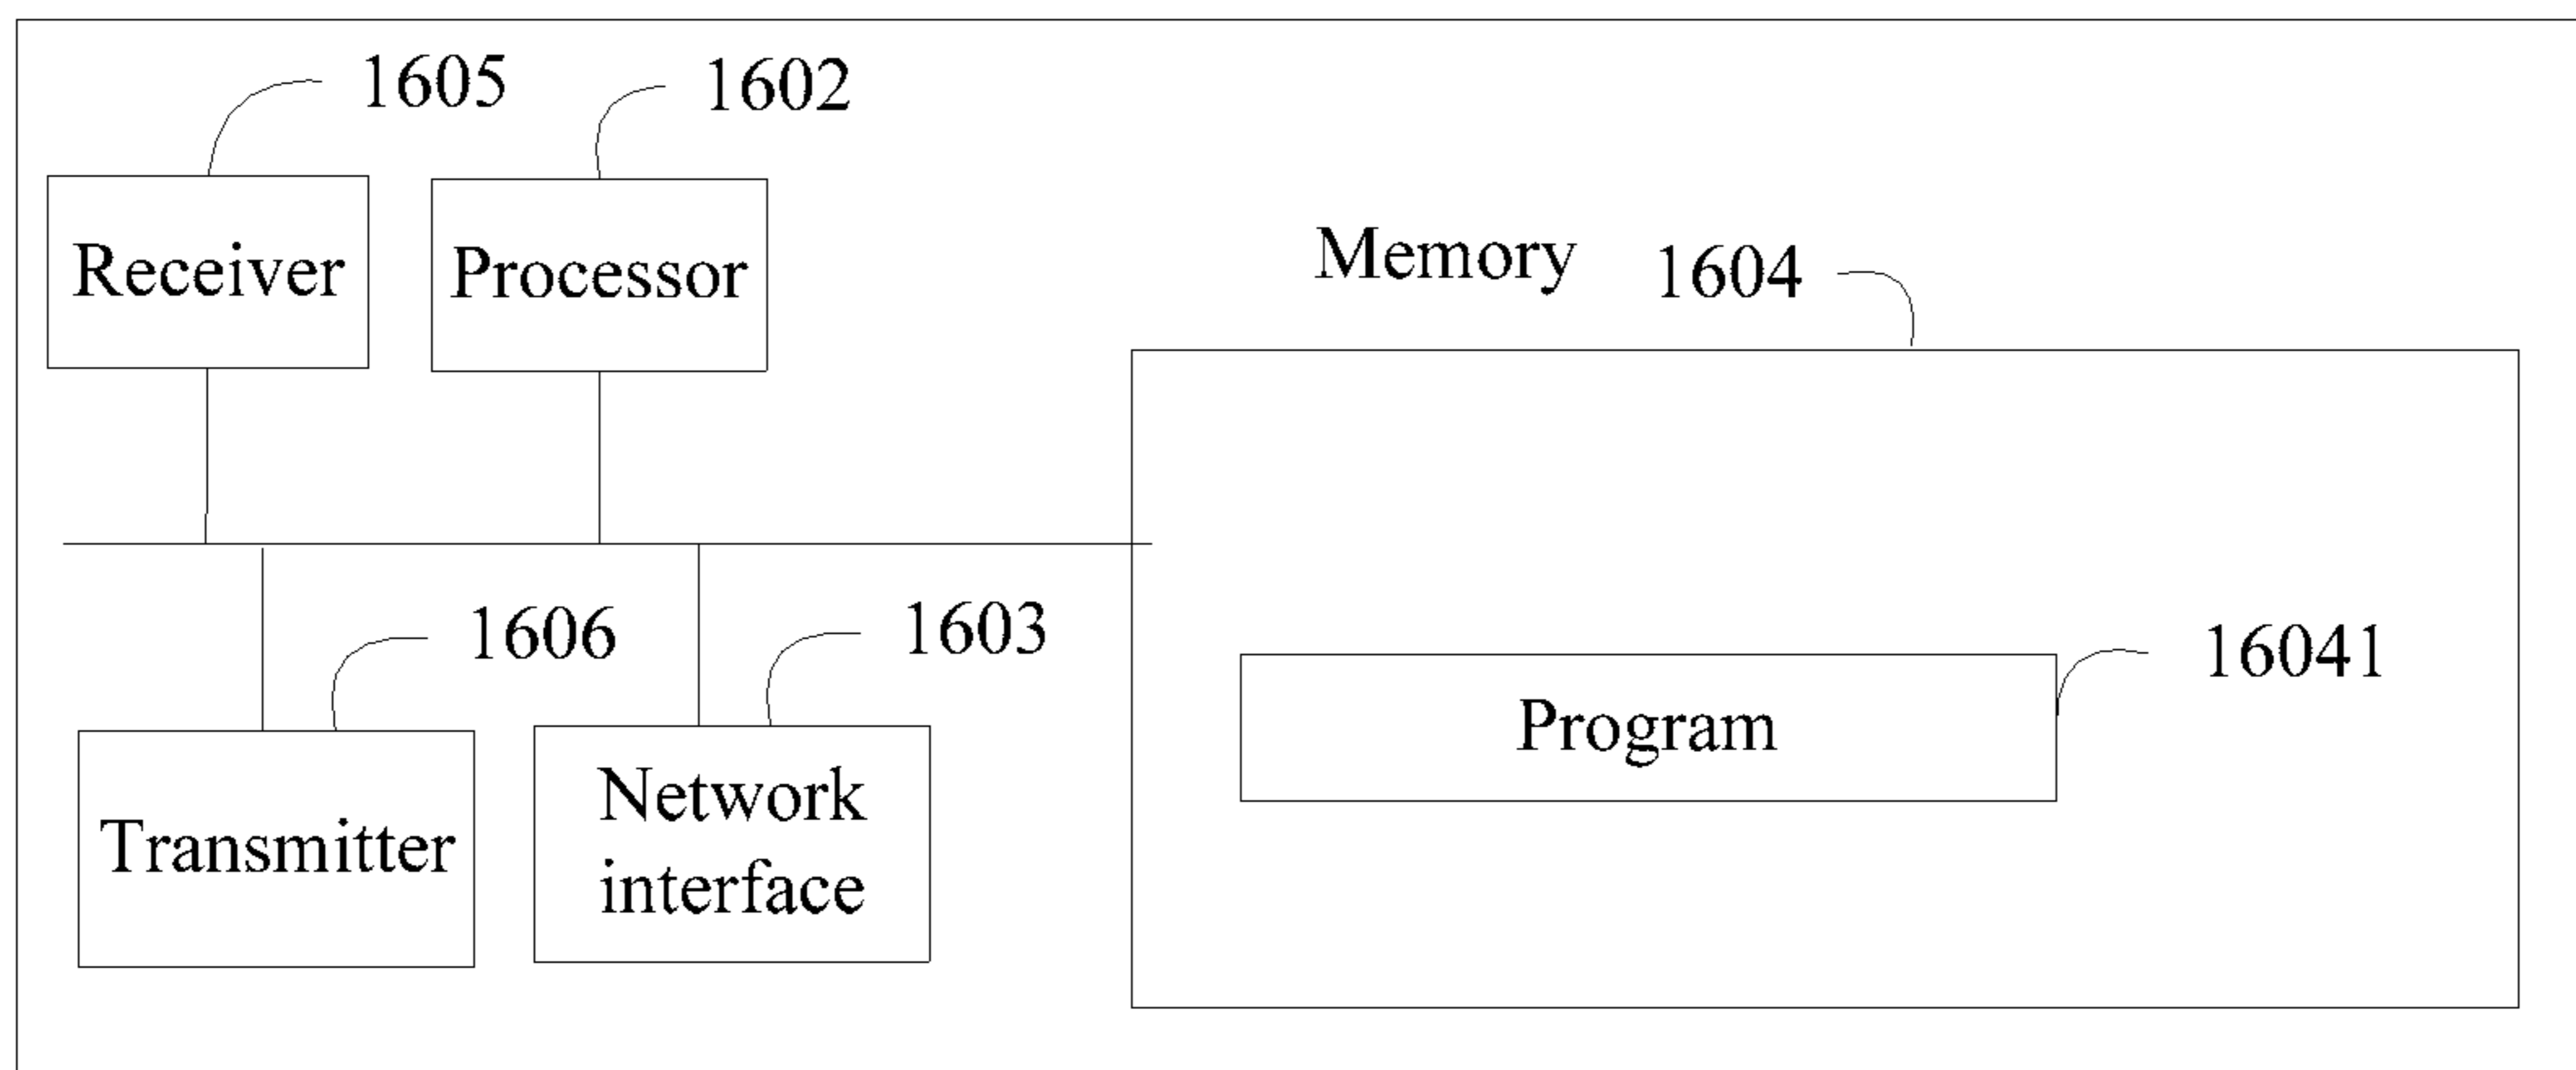 1605
1602
Receiver
Processor
Memory
1604
1606
1603
16041
Program
Transmitter
Network
interface